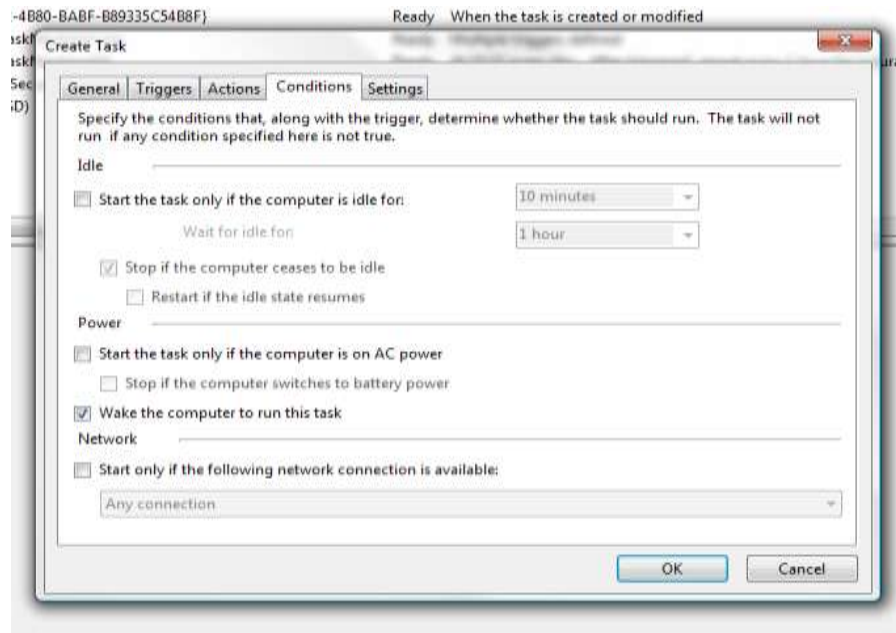 -4B80-BABF-B89335C54B8F} Ready When the task is created or modified
Create Task
General Triggers Actions Conditions Settings
Specify the conditions that, along with the trigger, determine whether the task should run. The task will not
run if any condition specified here is not true.
Idle
Start the task only if the computer is idle for: 10 minutes
Wait for idle for: 1 hour
Stop if the computer ceases to be idle
Restart if the idle state resumes
Power
Start the task only if the computer is on AC power
Stop if the computer switches to battery power
Wake the computer to run this task
Network
Start only if the following network connection is available:
Any connection
OK Cancel